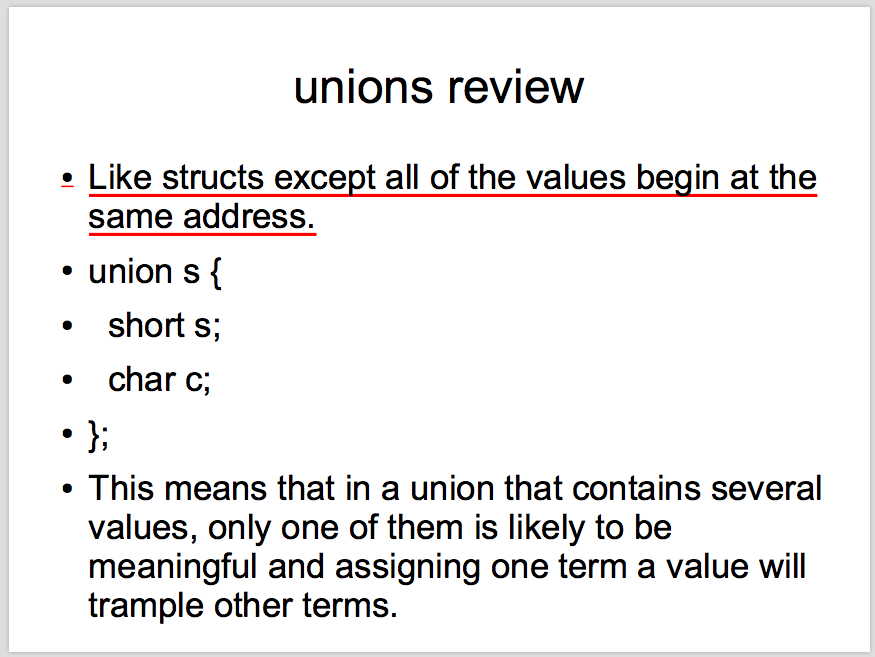 unions review
• Like structs except all of the values begin at the
same address.
• union s {
• short s;
• char c;
• };
• This means that in a union that contains several
values, only one of them is likely to be
meaningful and assigning one term a value will
trample other terms.